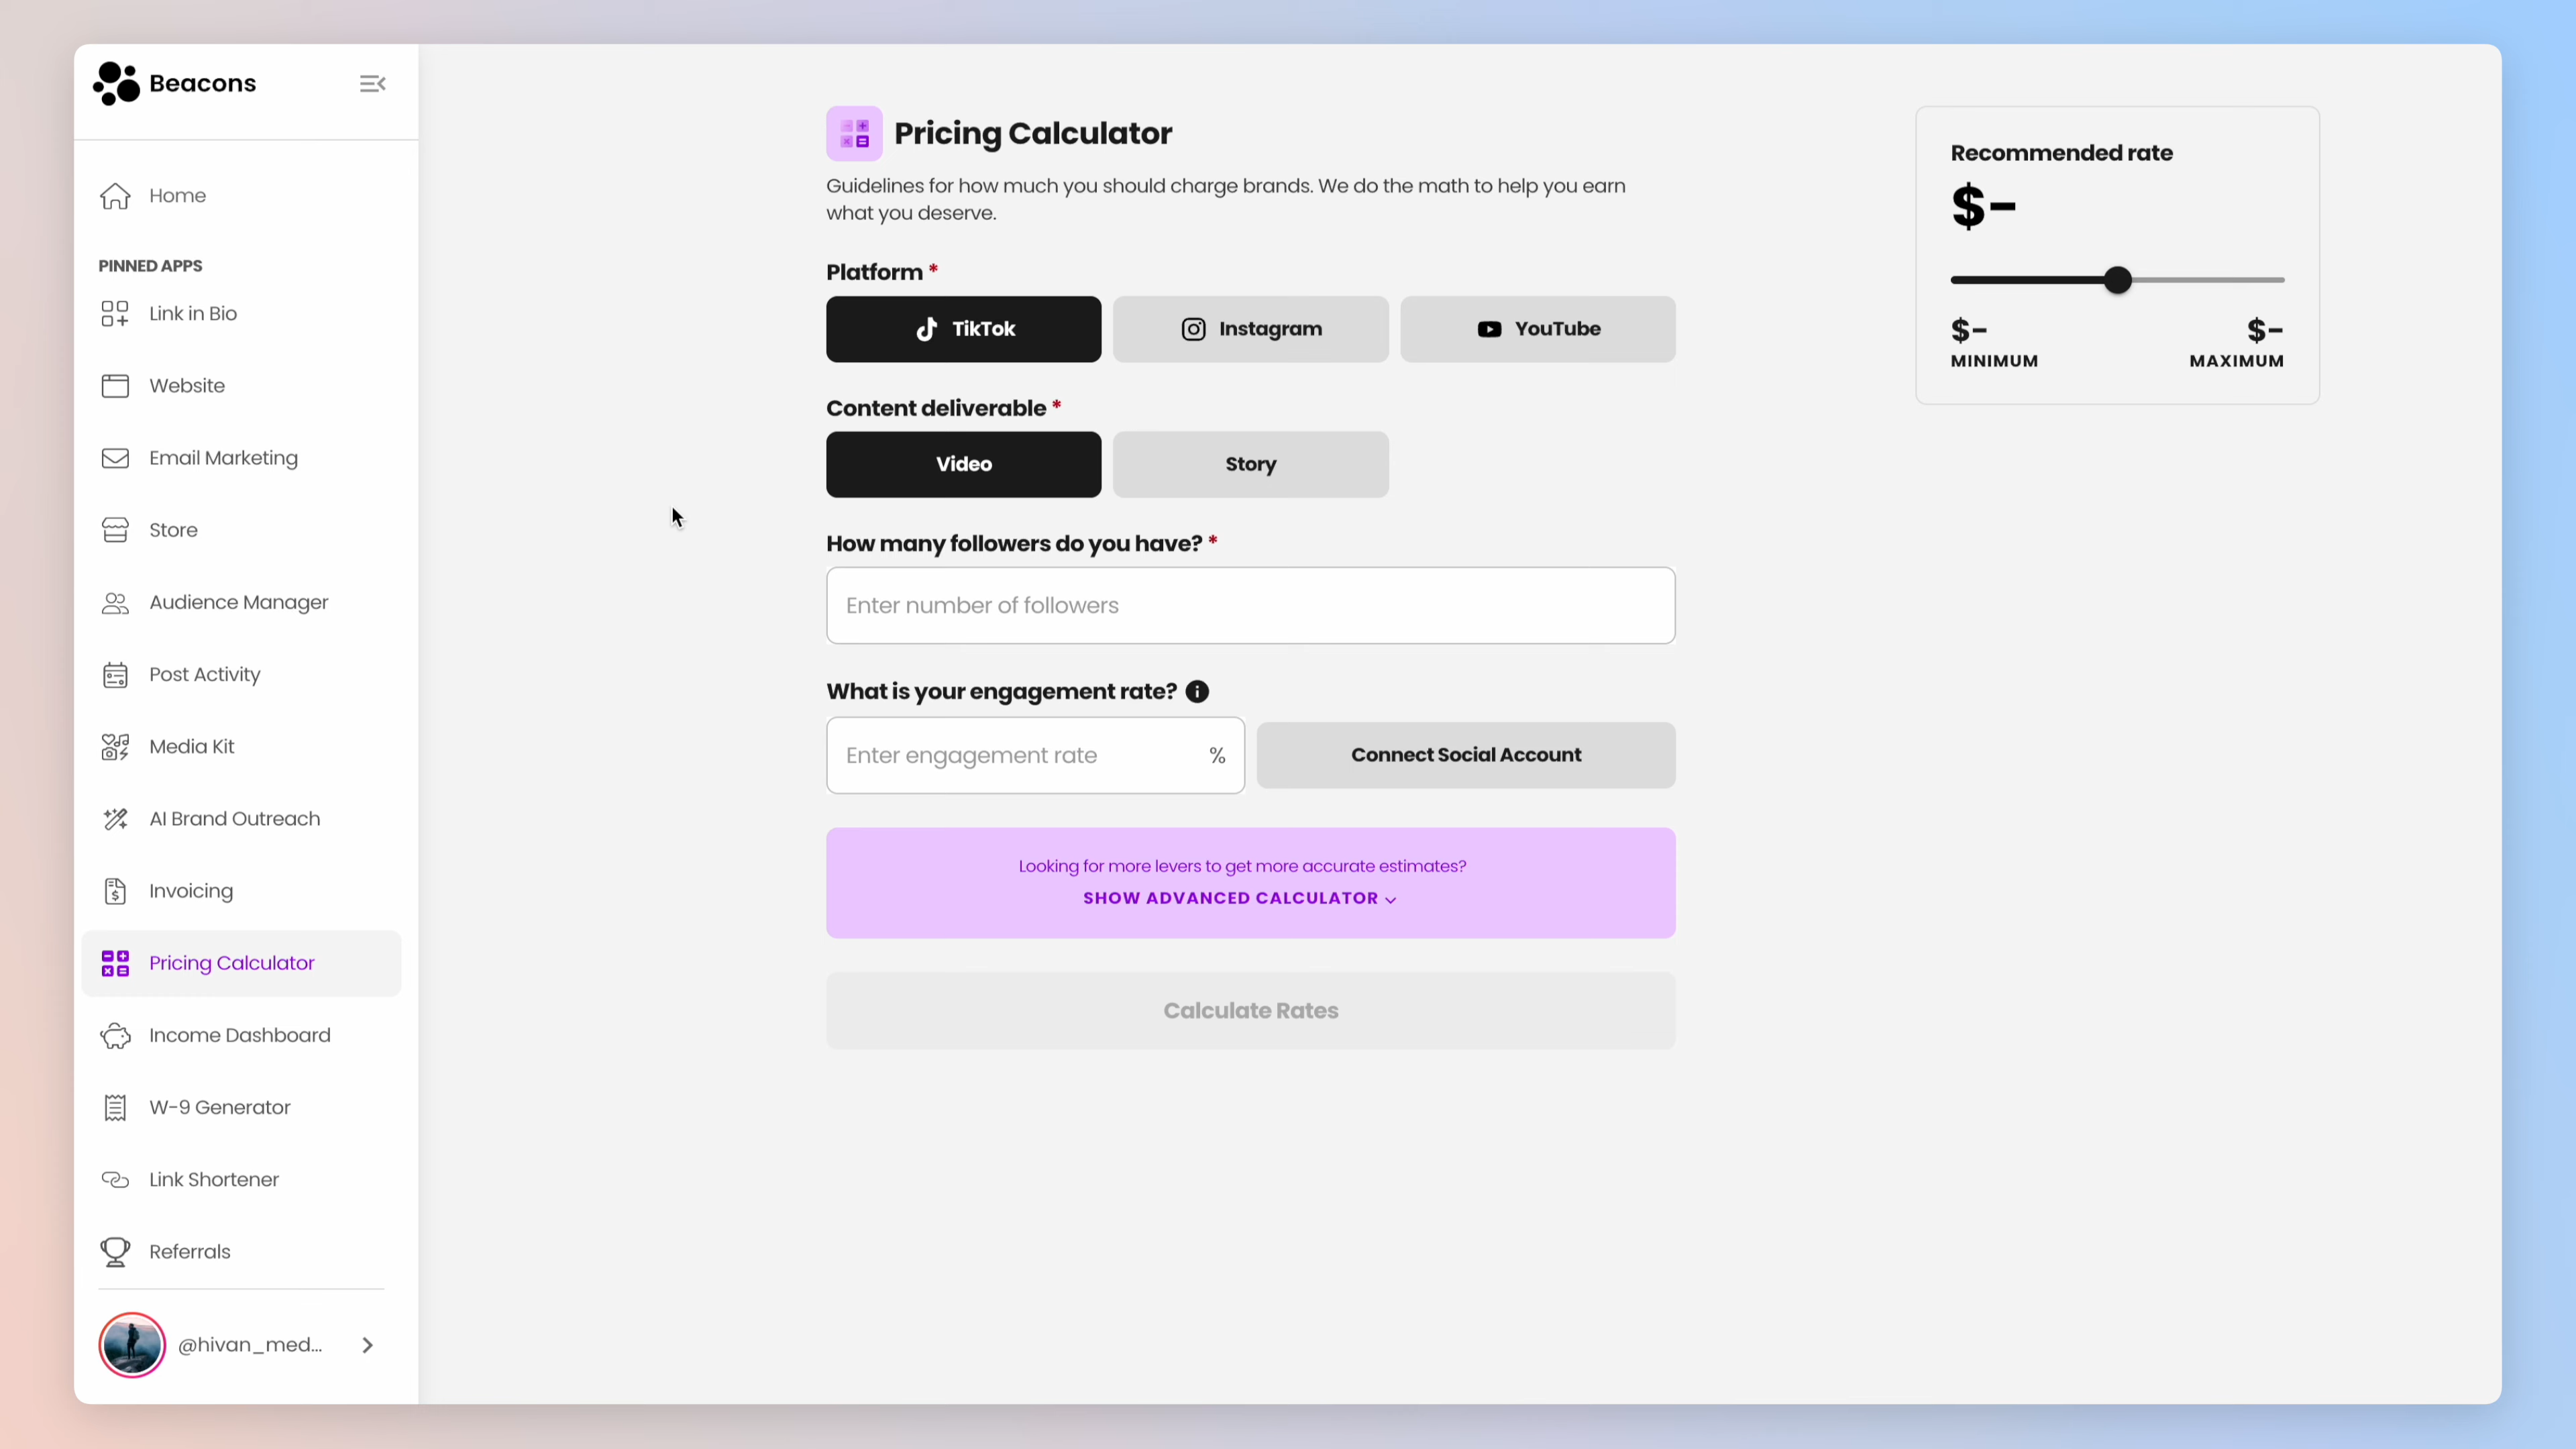 Beacons
Home
PINNED APPS
Link in Bio
Website
Email Marketing
Store
Audience Manager
Post Activity
Media Kit
AI Brand Outreach
Invoicing
Pricing Calculator
Income Dashboard
W-9 Generator
Link Shortener
Referrals
@hivan_med...
Pricing Calculator
Guidelines for how much you should charge brands. We do the math to help you earn
what you deserve.
Platform *
TikTok Instagram YouTube
Content deliverable *
Video Story
How many followers do you have? *
Enter number of followers
What is your engagement rate?
Enter engagement rate % Connect Social Account
Looking for more levers to get more accurate estimates?
SHOW ADVANCED CALCULATOR
Calculate Rates
Recommended rate
$-
$- $-
MINIMUM MAXIMUM